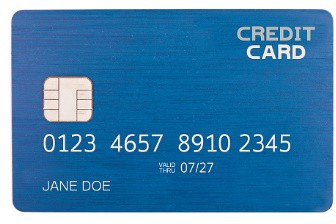 CREDIT
CARD
0123 4657 8910 2345
VALID
THRU 07/27
JANE DOE